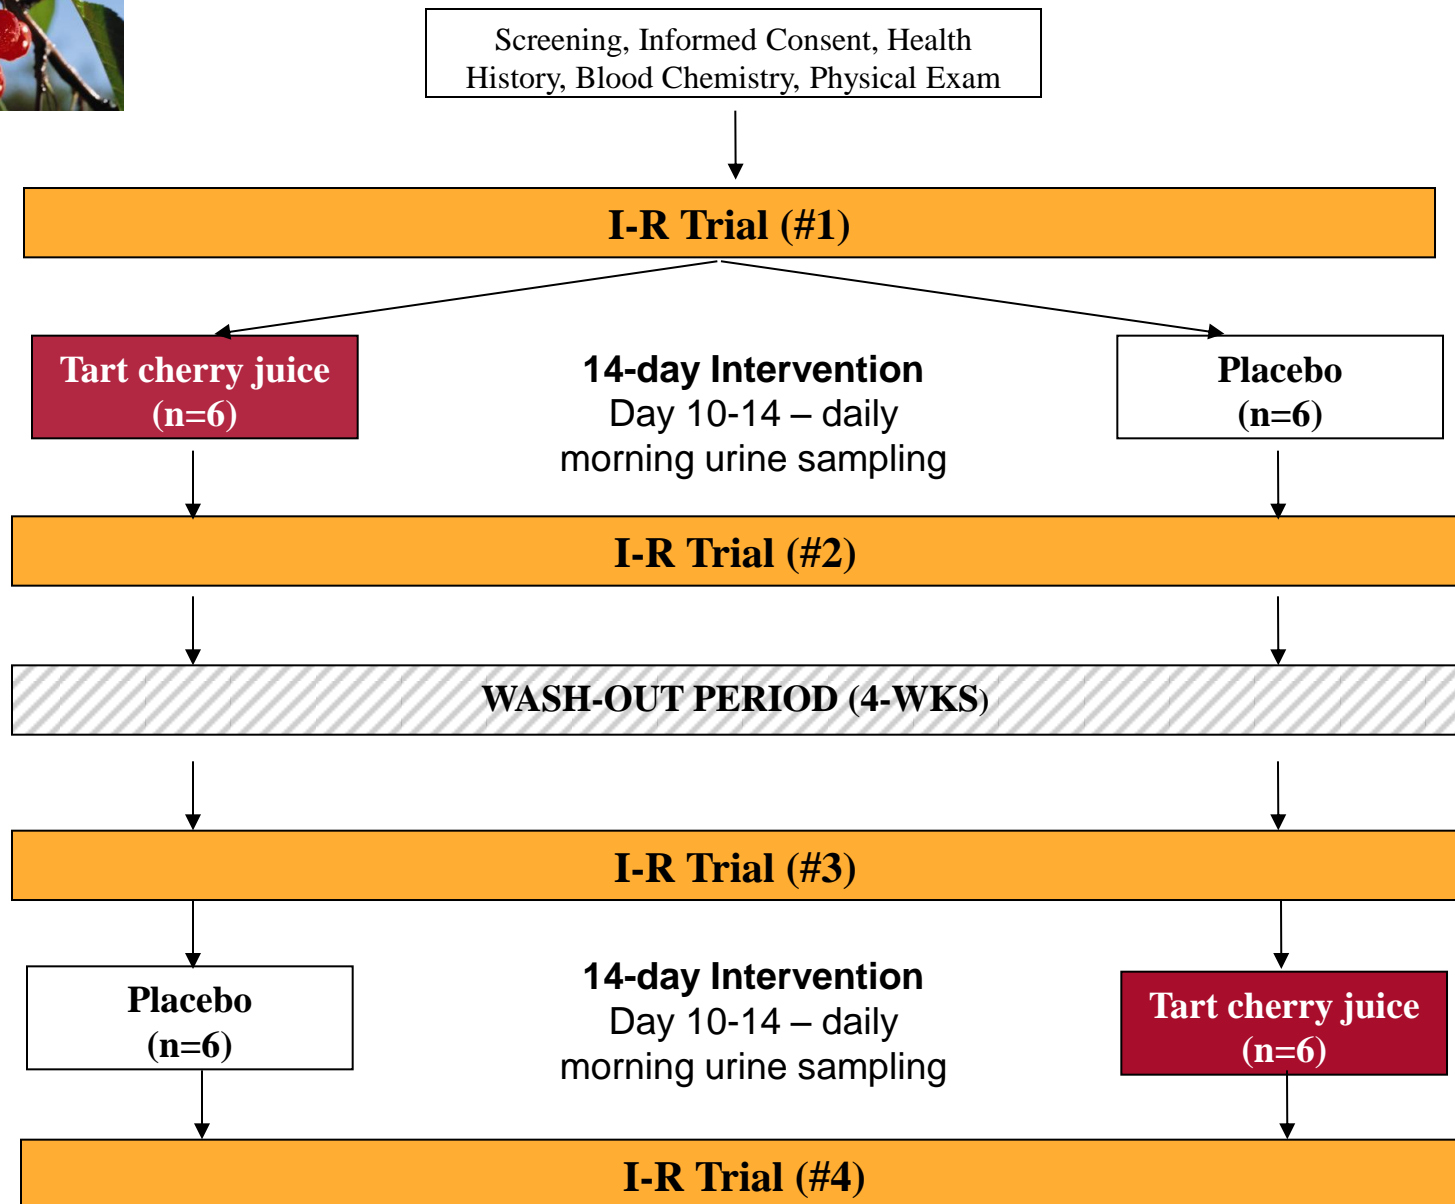 Screening, Informed Consent, Health
History, Blood Chemistry, Physical Exam
I-R Trial (#1)
Tart cherry juice
(n=6)
14-day Intervention
Day 10-14 – daily
morning urine sampling
Placebo
(n=6)
I-R Trial (#2)
WASH-OUT PERIOD (4-WKS)
I-R Trial (#3)
Placebo
(n=6)
14-day Intervention
Day 10-14 – daily
morning urine sampling
Tart cherry juice
(n=6)
I-R Trial (#4)